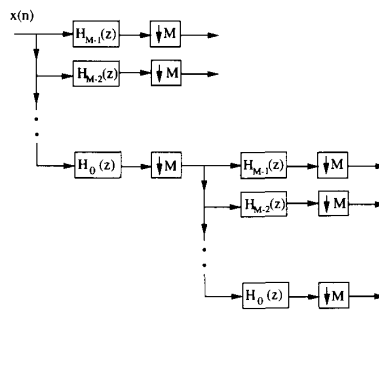 x(n)
H_{M-1}(z) ↓M
H_{M-2}(z) ↓M
H_0(z) ↓M H_{M-1}(z) ↓M
H_{M-2}(z) ↓M
H_0(z) ↓M